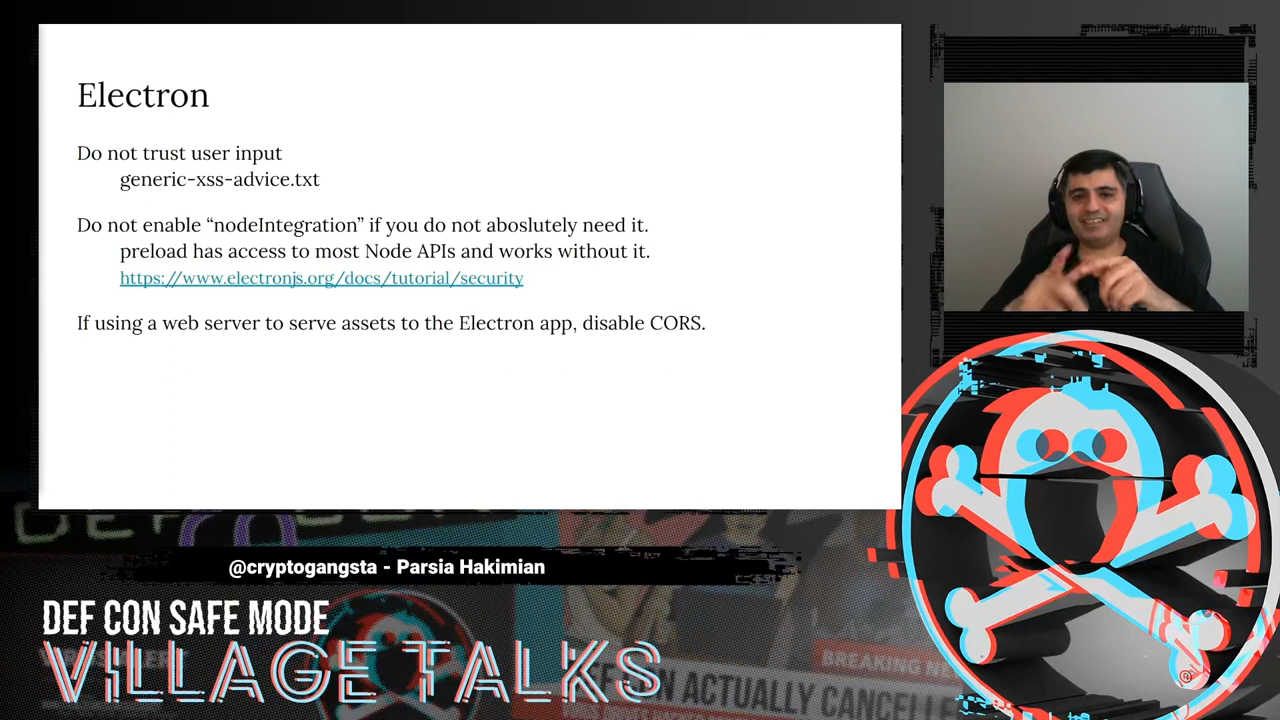 Electron
Do not trust user input
generic-xss-advice.txt
Do not enable “nodeIntegration” if you do not aboslutely need it.
preload has access to most Node APIs and works without it.
https://www.electronjs.org/docs/tutorial/security
If using a web server to serve assets to the Electron app, disable CORS.
@cryptogangsta - Parsia Hakimian
DEF CON SAFE MODE
VILLAGE TALKS
BREAKING
CON ACTUALLY
®